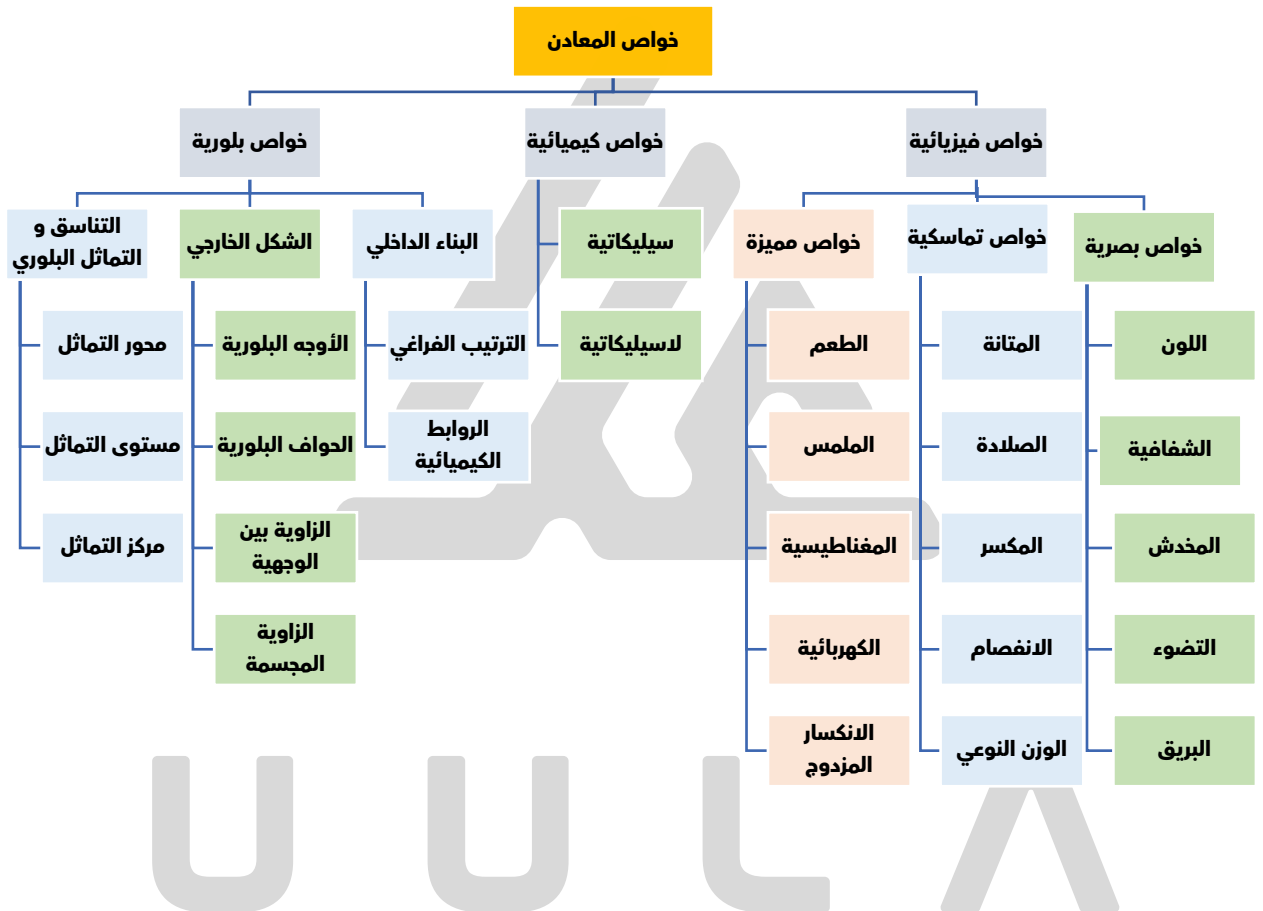 خواص المعادن
خواص فيزيائية
خواص كيميائية
خواص بلورية
خواص بصرية
خواص تماسكية
خواص مميزة
سيليكاتية
البناء الداخلي
الشكل الخارجي
التناسق و
التماثل البلوري
اللون
المتانة
الطعم
لاسيليكاتية
الترتيب الفراغي
الأوجه البلورية
محور التماثل
الشفافية
الصلادة
الملمس
الروابط
الكيميائية
الحواف البلورية
مستوى التماثل
المخدش
المكسر
المغناطيسية
الزاوية بين
الوجهية
مركز التماثل
التضوء
الانفصام
الكهربائية
الزاوية
المجسمة
البريق
الوزن النوعي
الانكسار
المزدوج
U U L A